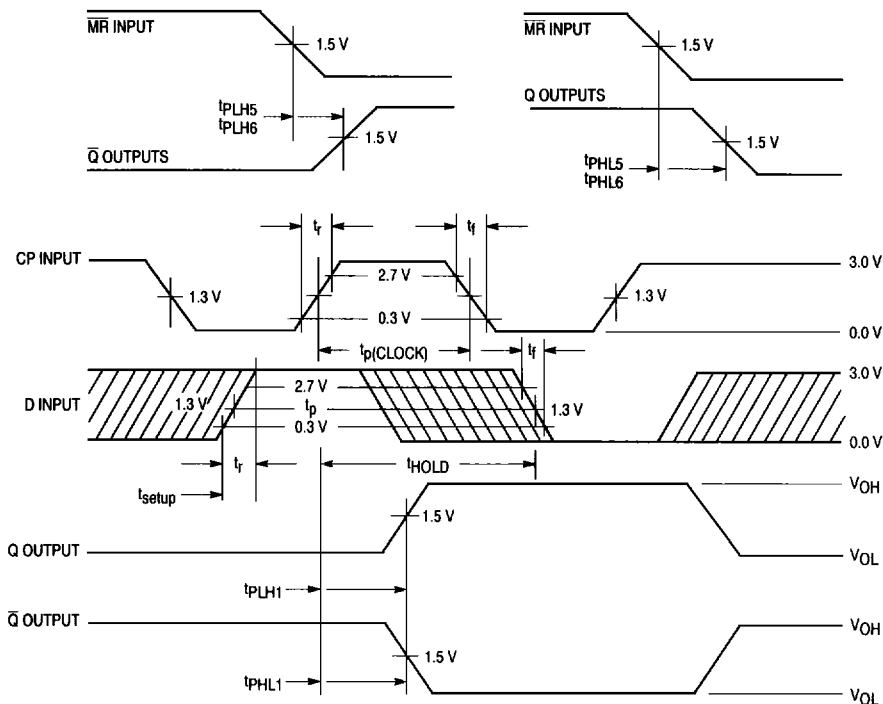 M̅R̅ INPUT
1.5 V
tPLH5
tPLH6
1.5 V
Q̅ OUTPUTS
M̅R̅ INPUT
1.5 V
Q OUTPUTS
1.5 V
tPHL5
tPHL6
tr
tf
CP INPUT
3.0 V
2.7 V
1.3 V
1.3 V
0.3 V
0.0 V
tp(CLOCK)
tf
3.0 V
2.7 V
D INPUT
1.3 V
tp
1.3 V
0.3 V
0.0 V
tr
tHOLD
tsetup
VOH
1.5 V
Q OUTPUT
VOL
tPLH1
Q̅ OUTPUT
VOH
1.5 V
tPHL1
VOL